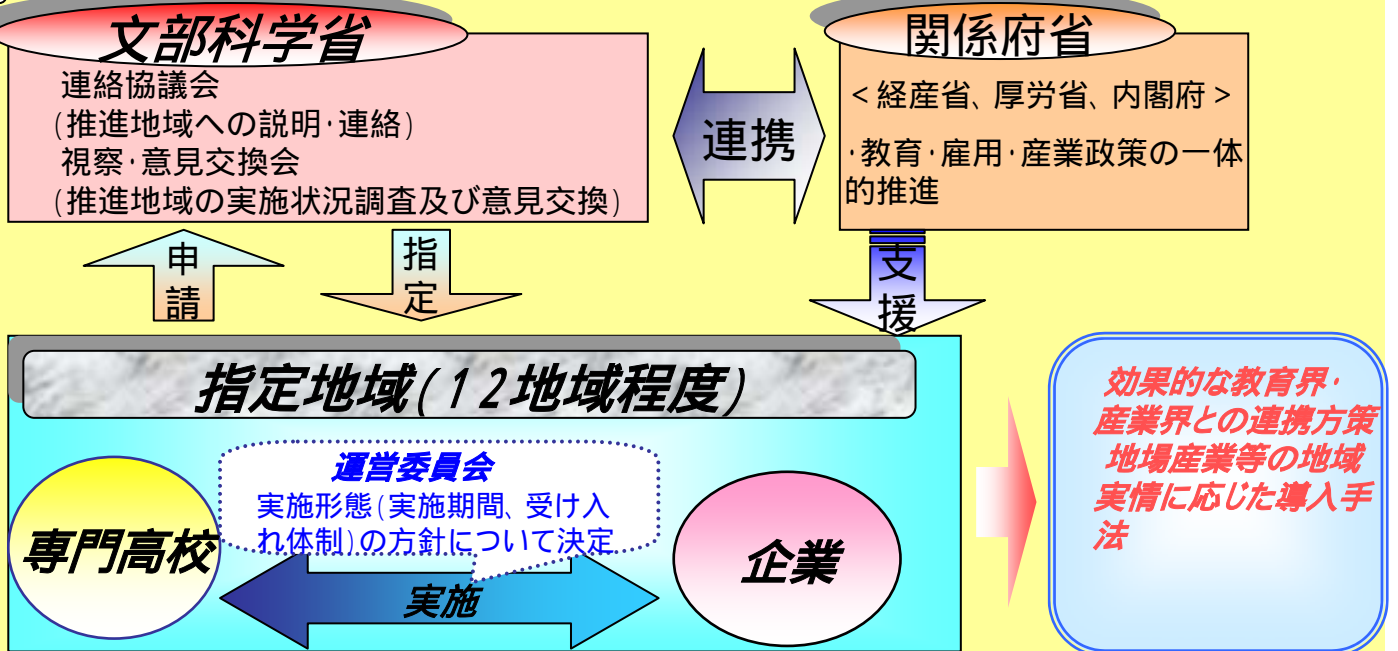 文部科学省
連絡協議会
(推進地域への説明･連絡)
視察･意見交換会
(推進地域の実施状況調査及び意見交換)
連携
関係府省
<経産省、厚労省、内閣府>
･教育･雇用･産業政策の一体
的推進
申
請
指
定
支
援
指定地域(12地域程度)
専門高校
運営委員会
実施形態(実施期間、受け入
れ体制)の方針について決定
実施
企業
効果的な教育界･
産業界との連携方策
地場産業等の地域
実情に応じた導入手
法